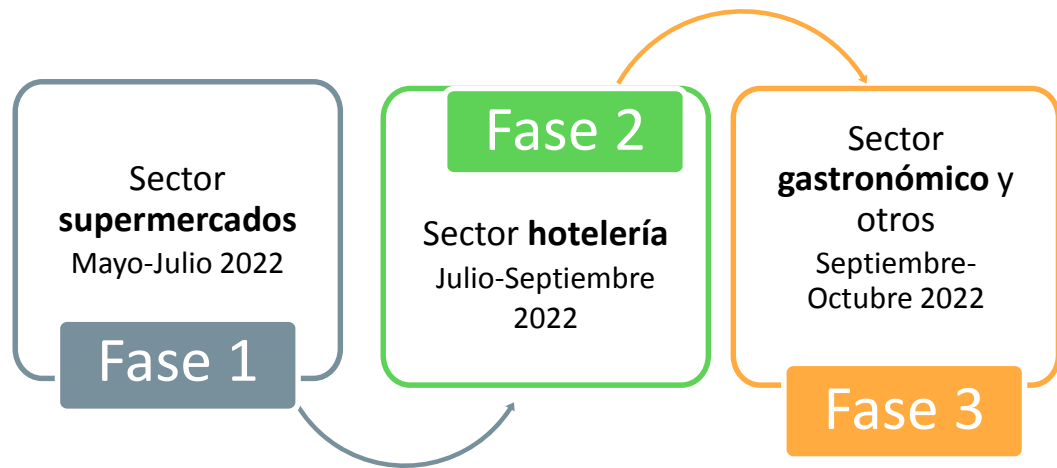 Sector
supermercados
Mayo-Julio 2022
Fase 1
Fase 2
Sector hotelería
Julio-Septiembre
2022
Sector
gastronómico y
otros
Septiembre-
Octubre 2022
Fase 3